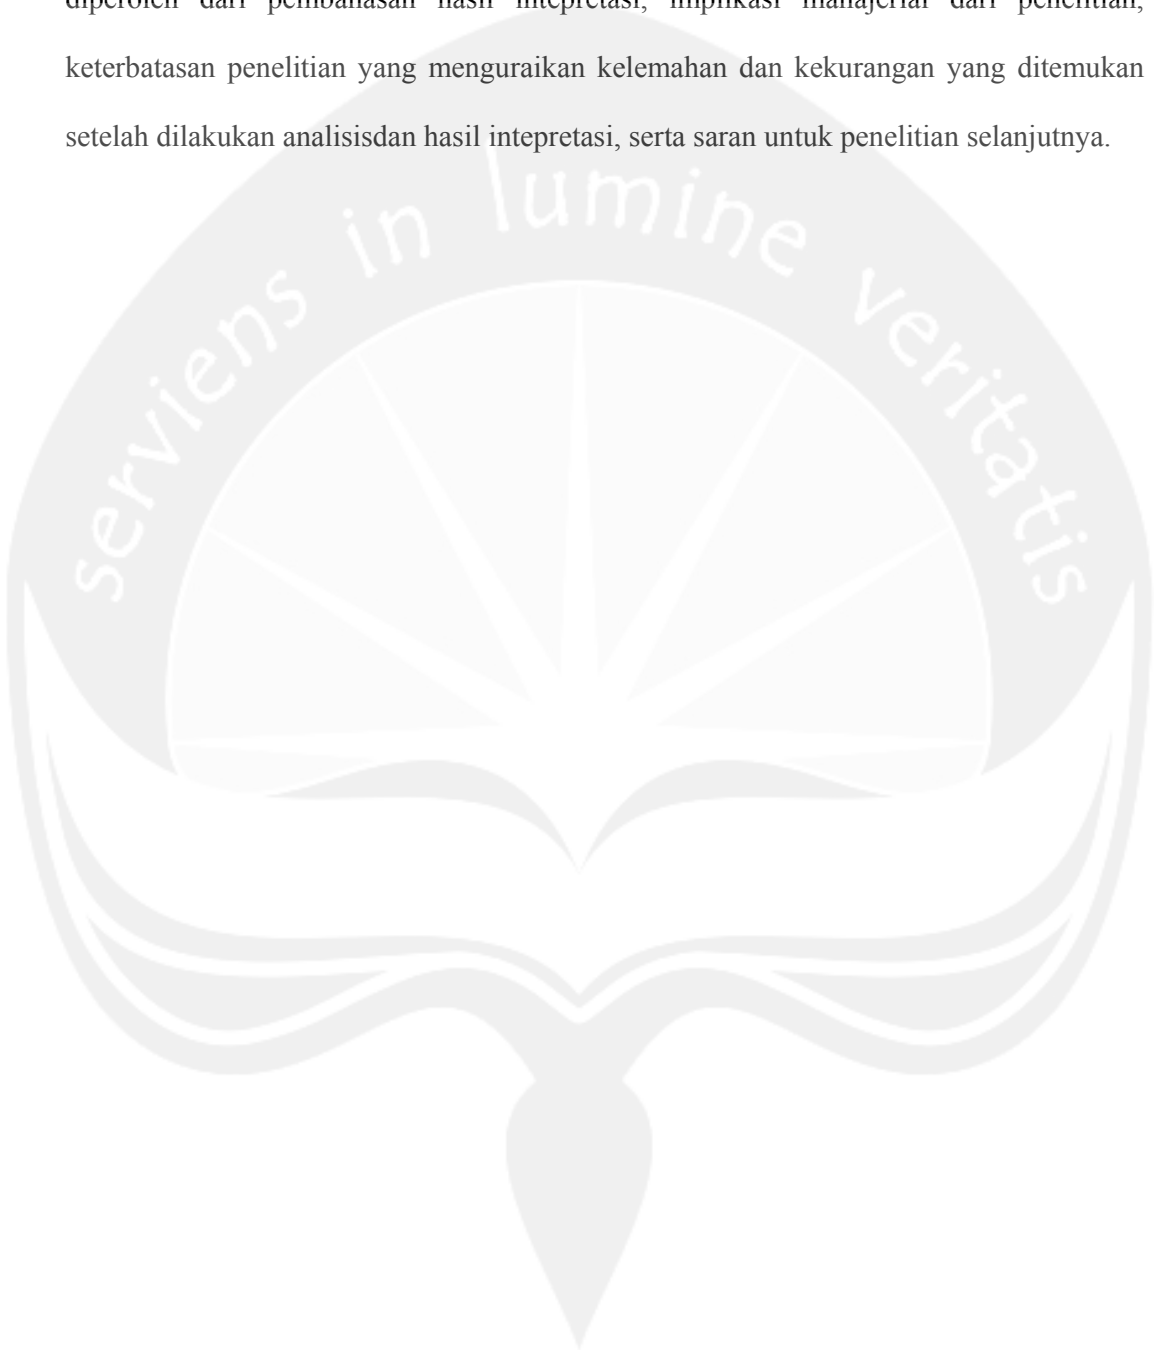 diperoleh dari pembahasan hasil intepretasi, implikasi manajerial dari penelitian,
keterbatasan penelitian yang menguraikan kelemahan dan kekurangan yang ditemukan
setelah dilakukan analisisdan hasil intepretasi, serta saran untuk penelitian selanjutnya.
serviens in lumine veritatis